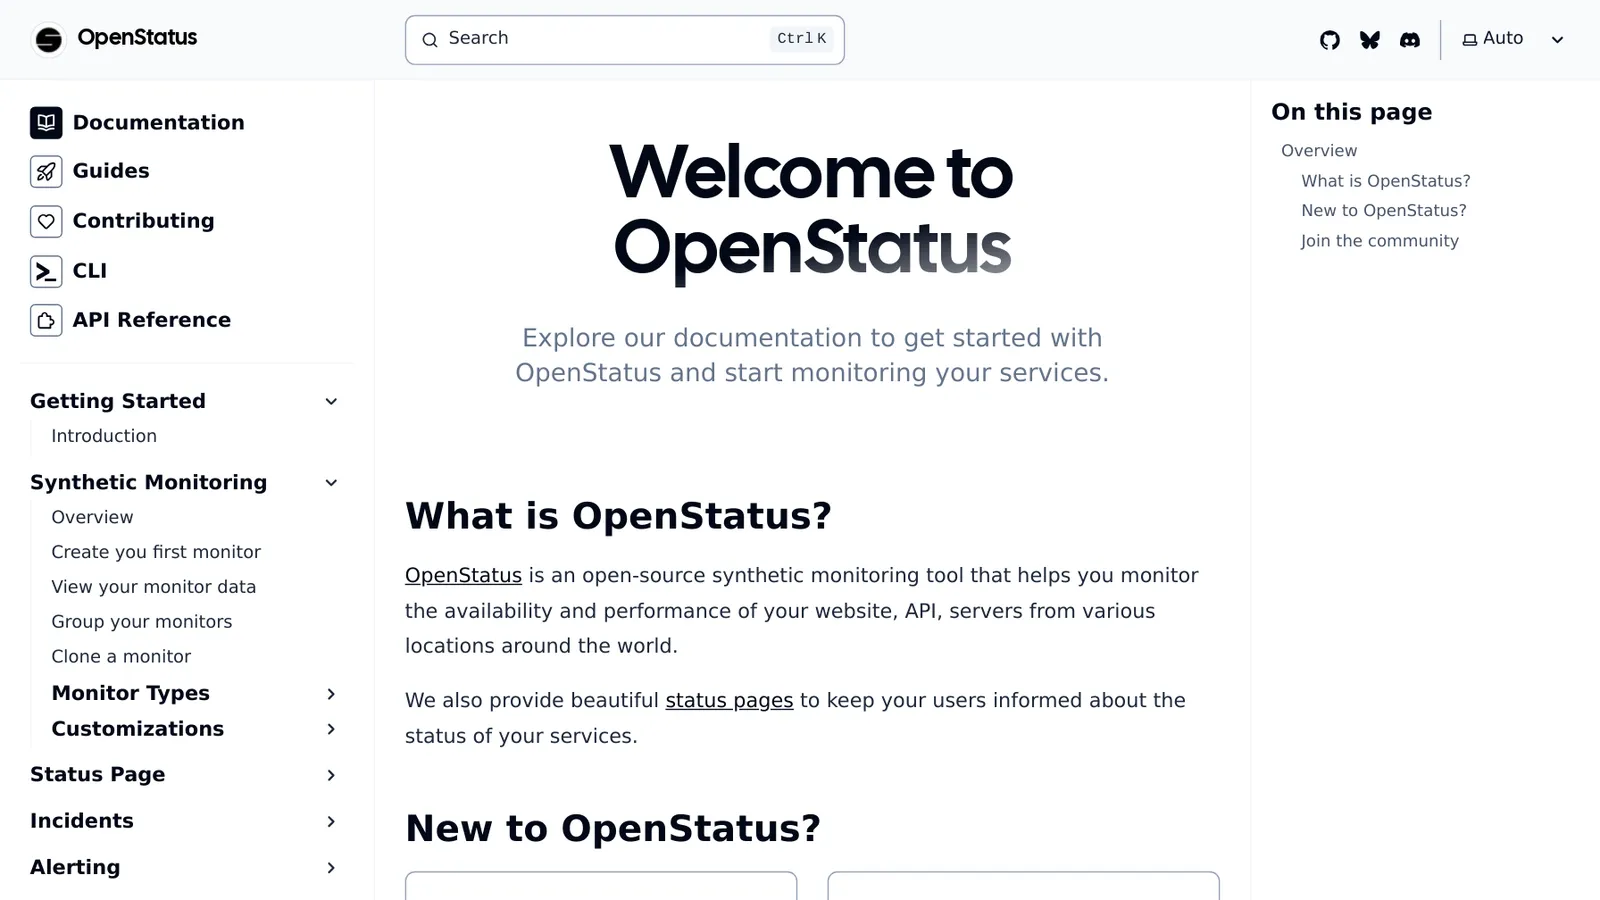 OpenStatus
Search
Ctrl K
Auto
Documentation
Guides
Contributing
CLI
API Reference
Getting Started
Introduction
Synthetic Monitoring
Overview
Create you first monitor
View your monitor data
Group your monitors
Clone a monitor
Monitor Types
Customizations
Status Page
Incidents
Alerting
Welcome to
OpenStatus
Explore our documentation to get started with
OpenStatus and start monitoring your services.
What is OpenStatus?
OpenStatus is an open-source synthetic monitoring tool that helps you monitor
the availability and performance of your website, API, servers from various
locations around the world.
We also provide beautiful status pages to keep your users informed about the
status of your services.
New to OpenStatus?
On this page
Overview
What is OpenStatus?
New to OpenStatus?
Join the community